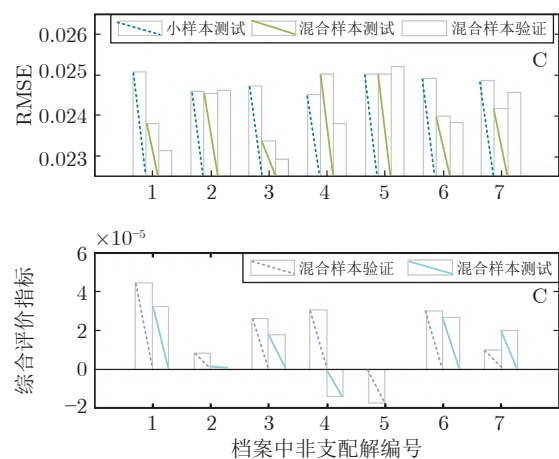 0.026
0.025
0.024
0.023
RMSE
小样本测试 混合样本测试 混合样本验证
C
1 2 3 4 5 6 7
×10⁻⁵
6
4
2
0
−2
综合评价指标
混合样本验证 混合样本测试
C
1 2 3 4 5 6 7
档案中非支配解编号